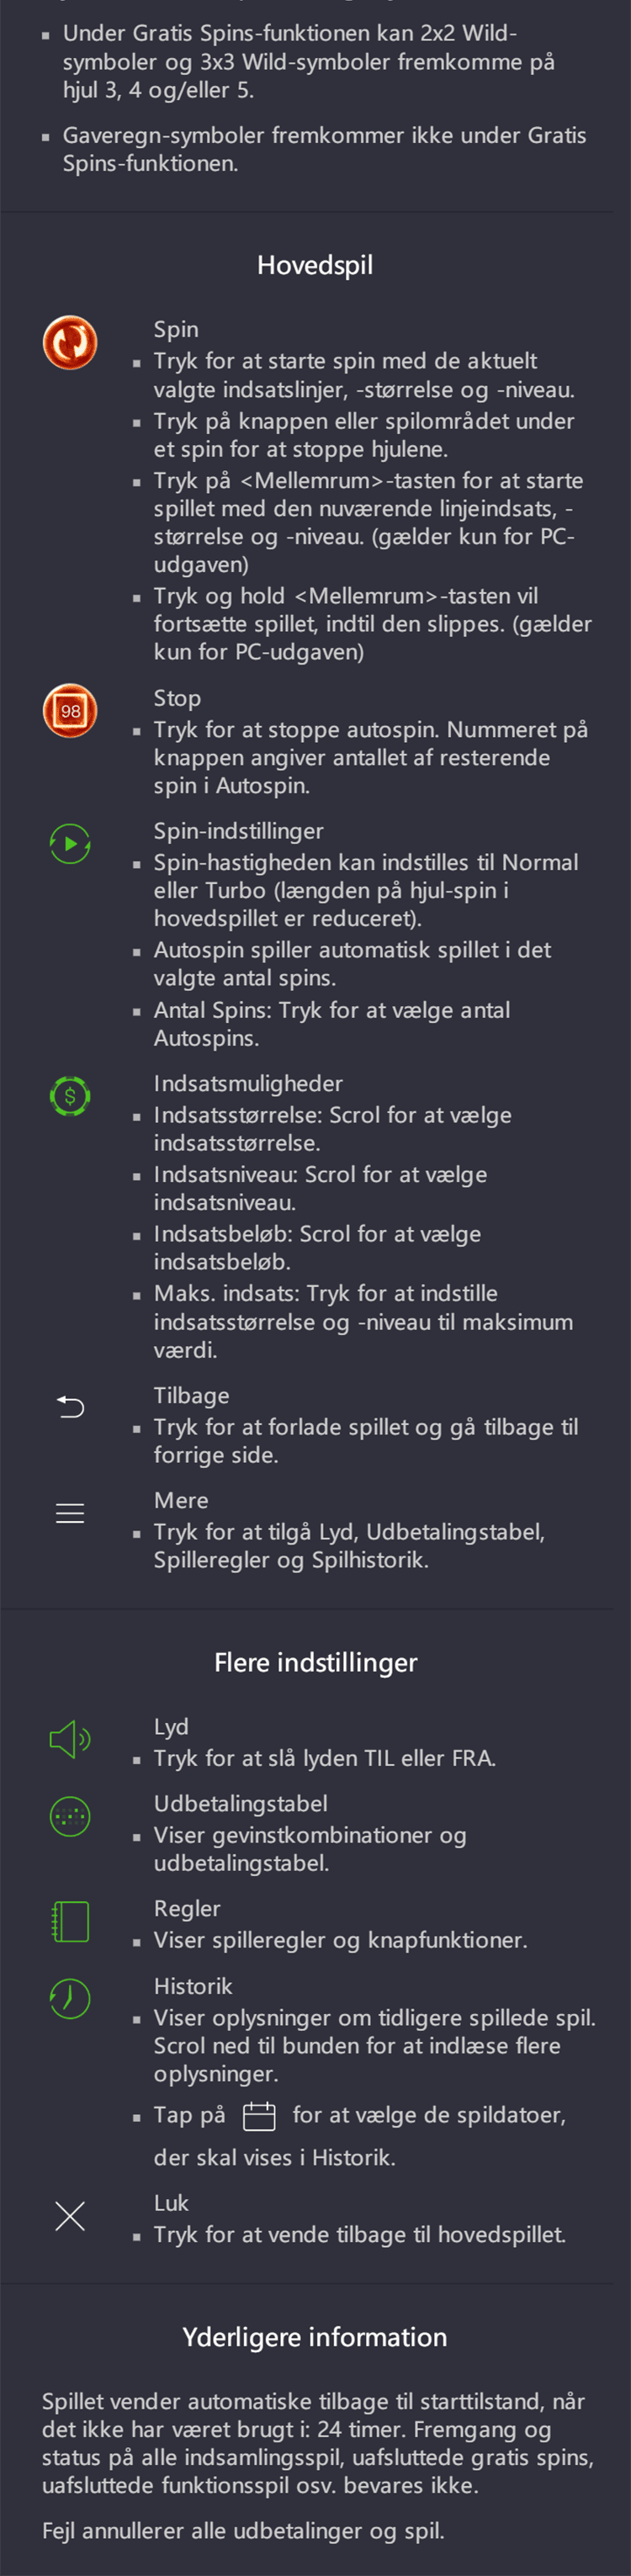 ▪ Under Gratis Spins-funktionen kan 2x2 Wild-
symboler og 3x3 Wild-symboler fremkomme på
hjul 3, 4 og/eller 5.
▪ Gaveregn-symboler fremkommer ikke under Gratis
Spins-funktionen.
Hovedspil
Spin
▪ Tryk for at starte spin med de aktuelt
valgte indsatslinjer, -størrelse og -niveau.
▪ Tryk på knappen eller spilområdet under
et spin for at stoppe hjulene.
▪ Tryk på <Mellemrum>-tasten for at starte
spillet med den nuværende linjeindsats, -
størrelse og -niveau. (gælder kun for PC-
udgaven)
▪ Tryk og hold <Mellemrum>-tasten vil
fortsætte spillet, indtil den slippes. (gælder
kun for PC-udgaven)
98
Stop
▪ Tryk for at stoppe autospin. Nummeret på
knappen angiver antallet af resterende
spin i Autospin.
Spin-indstillinger
▪ Spin-hastigheden kan indstilles til Normal
eller Turbo (længden på hjul-spin i
hovedspillet er reduceret).
▪ Autospin spiller automatisk spillet i det
valgte antal spins.
▪ Antal Spins: Tryk for at vælge antal
Autospins.
$
Indsatsmuligheder
▪ Indsatsstørrelse: Scrol for at vælge
indsatsstørrelse.
▪ Indsatsniveau: Scrol for at vælge
indsatsniveau.
▪ Indsatsbeløb: Scrol for at vælge
indsatsbeløb.
▪ Maks. indsats: Tryk for at indstille
indsatsstørrelse og -niveau til maksimum
værdi.
Tilbage
▪ Tryk for at forlade spillet og gå tilbage til
forrige side.
Mere
▪ Tryk for at tilgå Lyd, Udbetalingstabel,
Spilleregler og Spilhistorik.
Flere indstillinger
Lyd
▪ Tryk for at slå lyden TIL eller FRA.
Udbetalingstabel
▪ Viser gevinstkombinationer og
udbetalingstabel.
Regler
▪ Viser spilleregler og knapfunktioner.
Historik
▪ Viser oplysninger om tidligere spillede spil.
Scrol ned til bunden for at indlæse flere
oplysninger.
▪ Tap på for at vælge de spildatoer,
der skal vises i Historik.
Luk
▪ Tryk for at vende tilbage til hovedspillet.
Yderligere information
Spillet vender automatiske tilbage til starttilstand, når
det ikke har været brugt i: 24 timer. Fremgang og
status på alle indsamlingsspil, uafsluttede gratis spins,
uafsluttede funktionsspil osv. bevares ikke.
Fejl annullerer alle udbetalinger og spil.